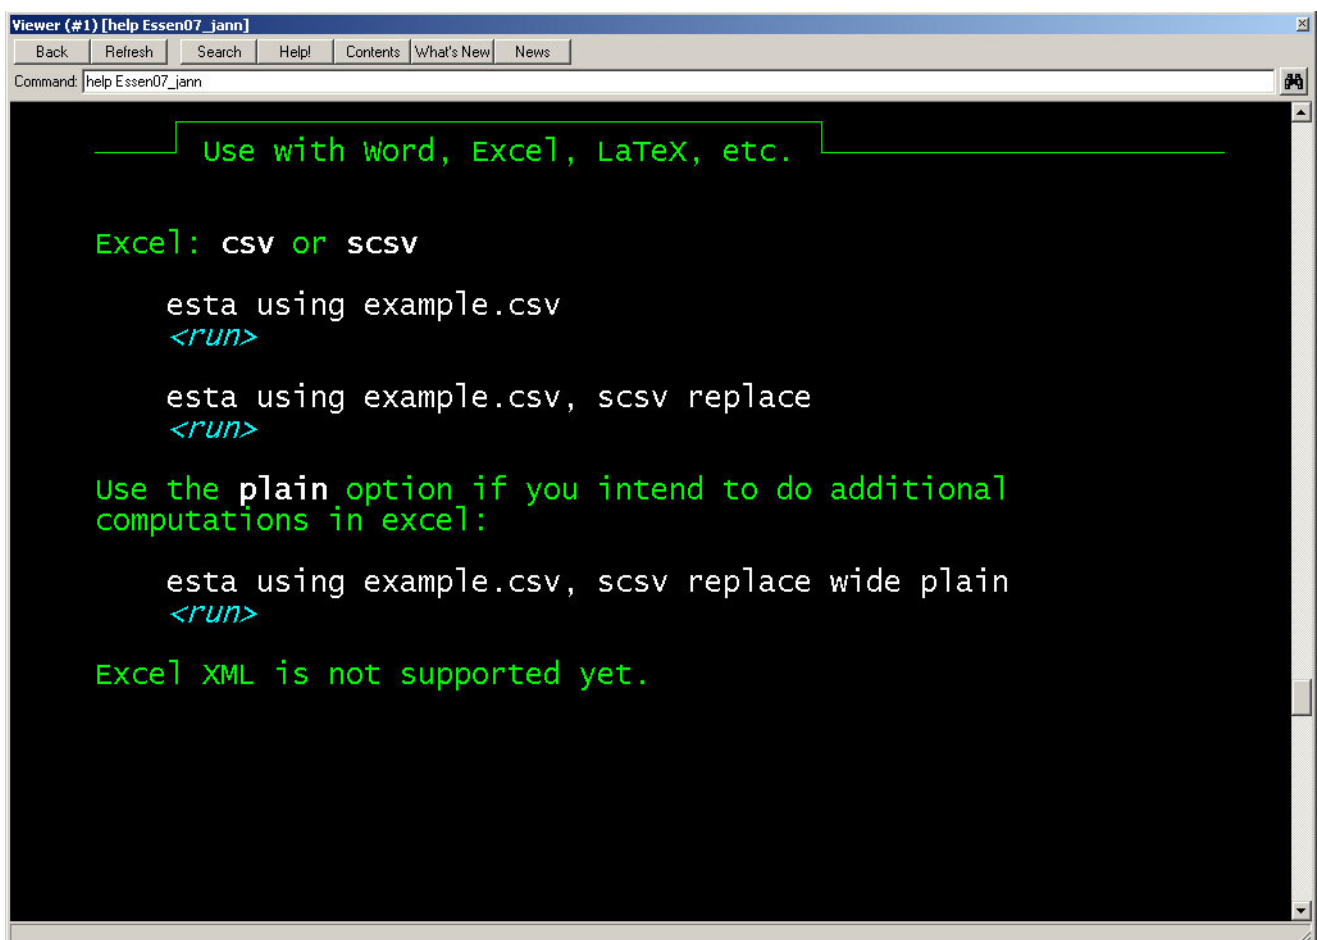 Viewer (#1) [help Essen07_jann]
Back Refresh Search Help! Contents What's New News
Command: help Essen07_jann
Use with Word, Excel, LaTeX, etc.
Excel: csv or scsv
esta using example.csv
<run>
esta using example.csv, scsv replace
<run>
Use the plain option if you intend to do additional
computations in excel:
esta using example.csv, scsv replace wide plain
<run>
Excel XML is not supported yet.